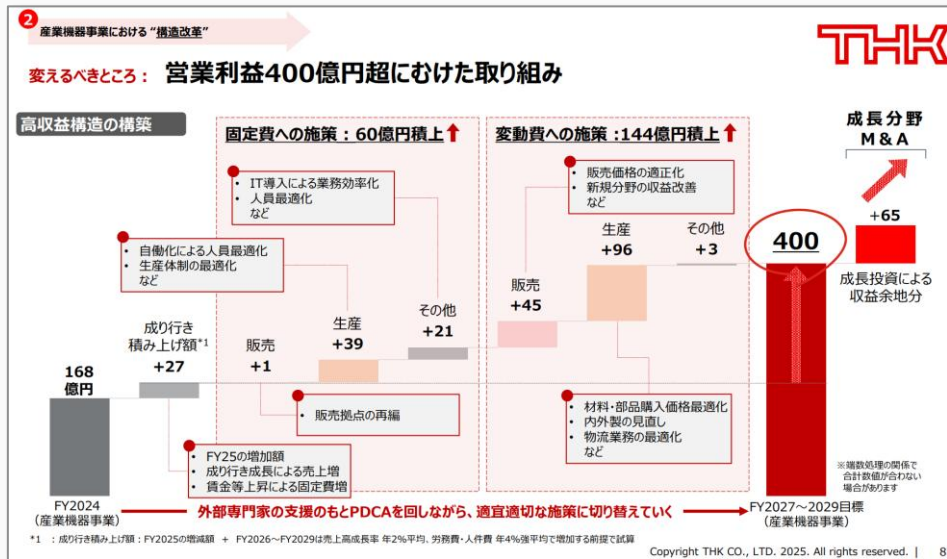 2
産業機器事業における “構造改革”
THK
変えるべきところ： 営業利益400億円超にむけた取り組み
高収益構造の構築
固定費への施策：60億円積上
変動費への施策：144億円積上
成長分野
M＆A
• IT導入による業務効率化
• 人員最適化
など
• 販売価格の適正化
• 新規分野の収益改善
など
• 自働化による人員最適化
• 生産体制の最適化
など
168
億円
成り行き
積み上げ額*1
+27
販売
+1
生産
+39
その他
+21
販売
+45
生産
+96
その他
+3
400
+65
成長投資による
収益余地分
• 販売拠点の再編
• FY25の増加額
• 成り行き成長による売上増
• 賃金等上昇による固定費増
• 材料・部品購入価格最適化
• 内外製の見直し
• 物流業務の最適化
など
※端数処理の関係で
合計数値が合わない
場合があります
FY2024
（産業機器事業）
外部専門家の支援のもとPDCAを回しながら、適宜適切な施策に切り替えていく
FY2027～2029目標
（産業機器事業）
*1 ：成り行き積み上げ額：FY2025の増減額 ＋ FY2026～FY2029は売上高成長率 年2%平均、労務費・人件費 年4%強平均で増加する前提で試算
Copyright THK CO., LTD. 2025. All rights reserved. | 8